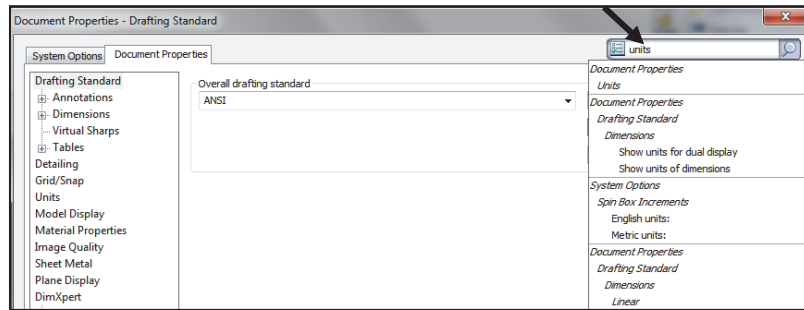 Document Properties - Drafting Standard
x
System Options
Document Properties
units
Drafting Standard
Annotations
Dimensions
Virtual Sharps
Tables
Detailing
Grid/Snap
Units
Model Display
Material Properties
Image Quality
Sheet Metal
Plane Display
DimXpert
Overall drafting standard
ANSI
Document Properties
Units
Document Properties
Drafting Standard
Dimensions
Show units for dual display
Show units of dimensions
System Options
Spin Box Increments
English units:
Metric units:
Document Properties
Drafting Standard
Dimensions
Linear